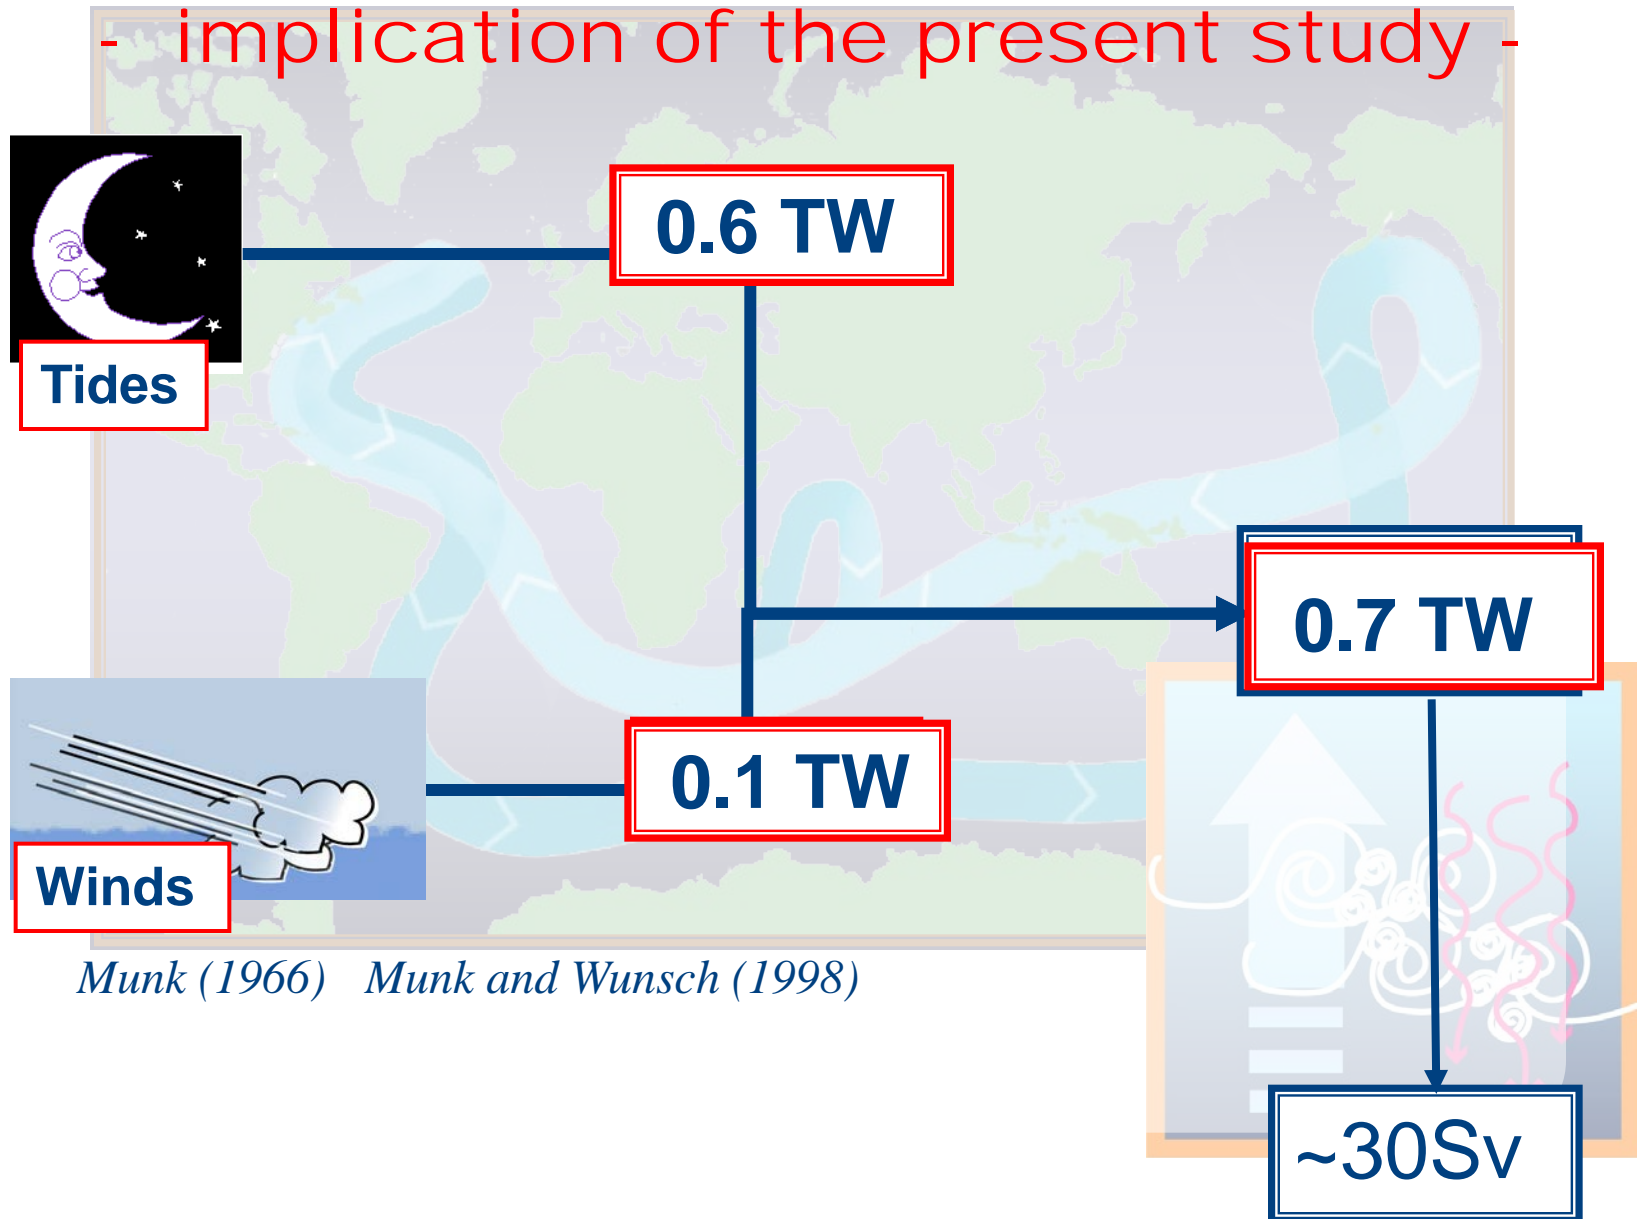 - implication of the present study -
0.6 TW
Tides
0.7 TW
0.1 TW
Winds
Munk (1966) Munk and Wunsch (1998)
~30Sv